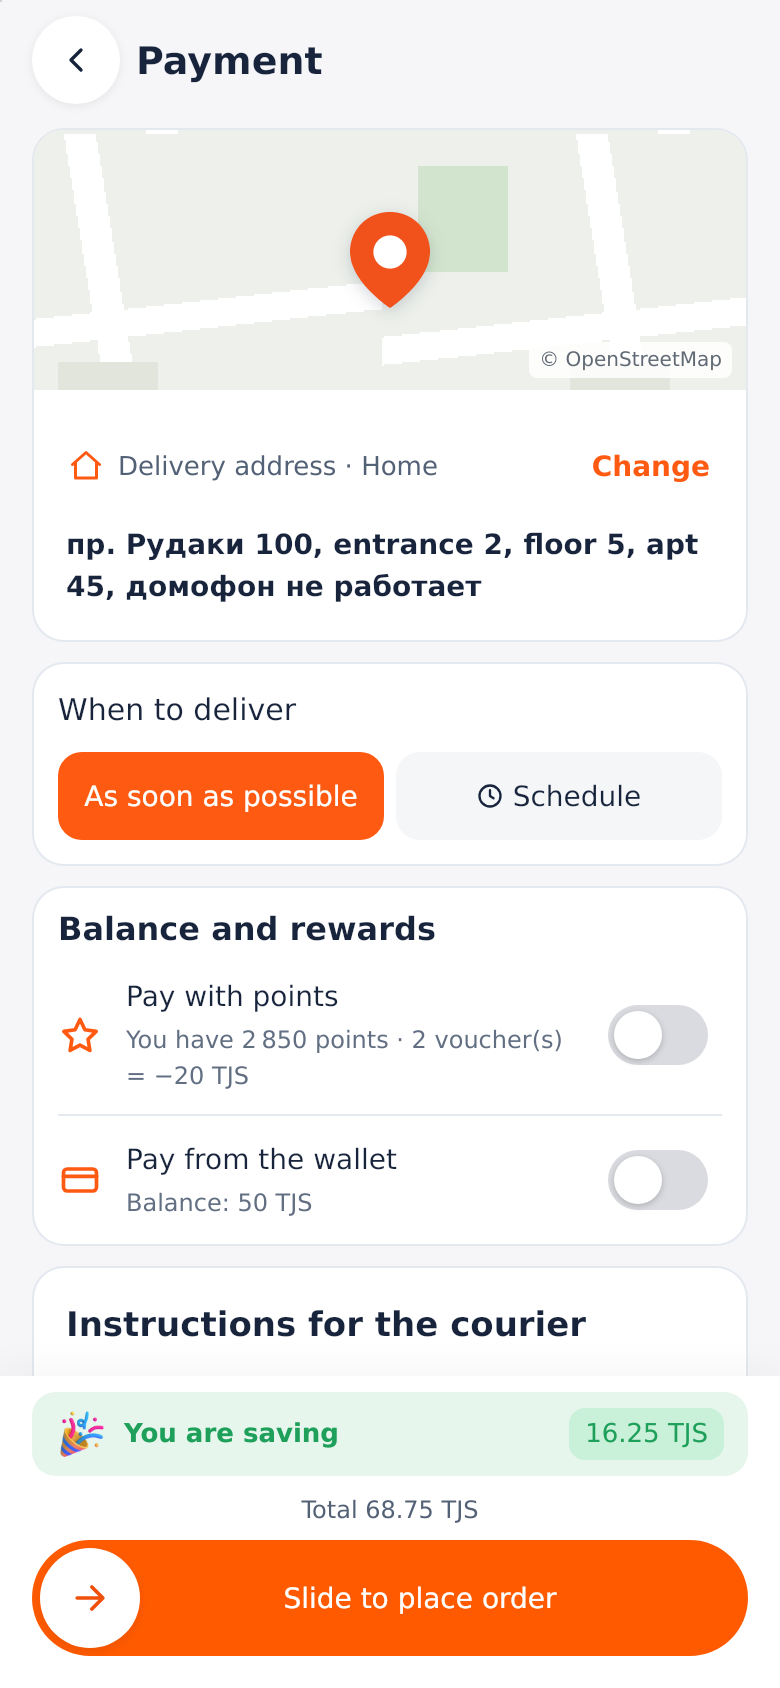 Payment
© OpenStreetMap
Delivery address · Home
Change
пр. Рудаки 100, entrance 2, floor 5, apt
45, домофон не работает
When to deliver
As soon as possible
Schedule
Balance and rewards
Pay with points
You have 2 850 points · 2 voucher(s)
= −20 TJS
Pay from the wallet
Balance: 50 TJS
Instructions for the courier
You are saving
16.25 TJS
Total 68.75 TJS
Slide to place order